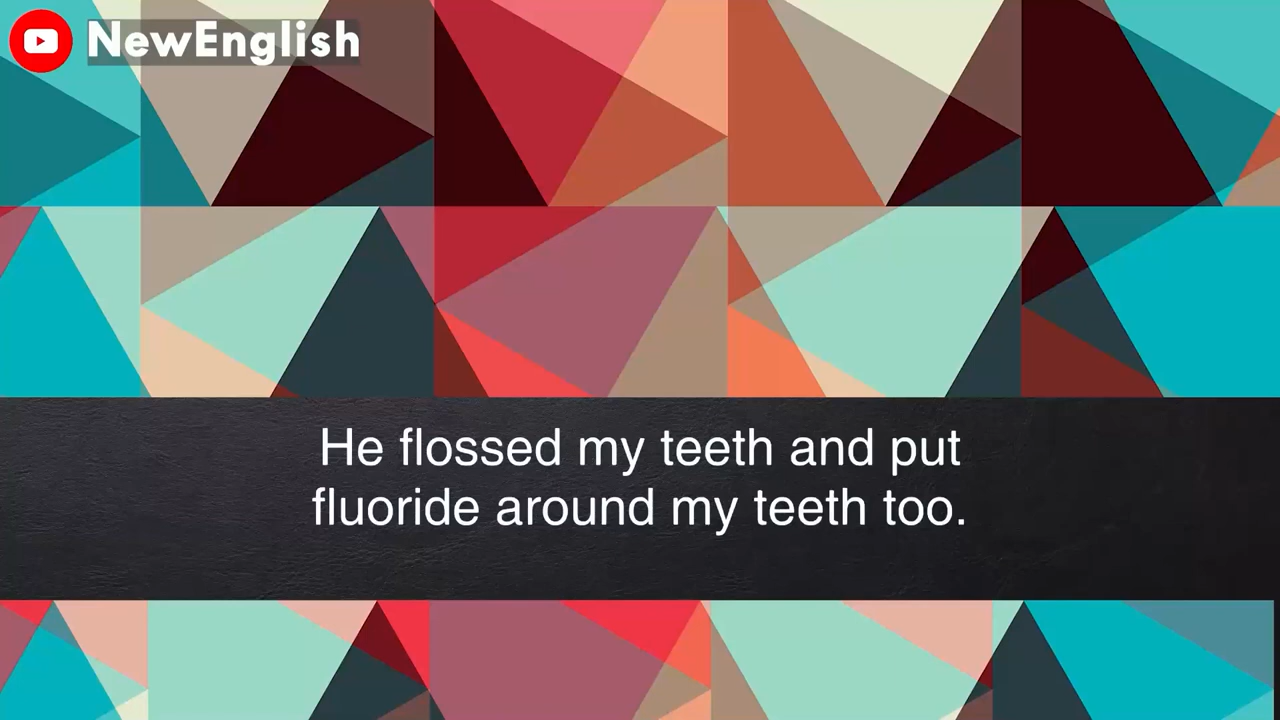 NewEnglish
He flossed my teeth and put
fluoride around my teeth too.